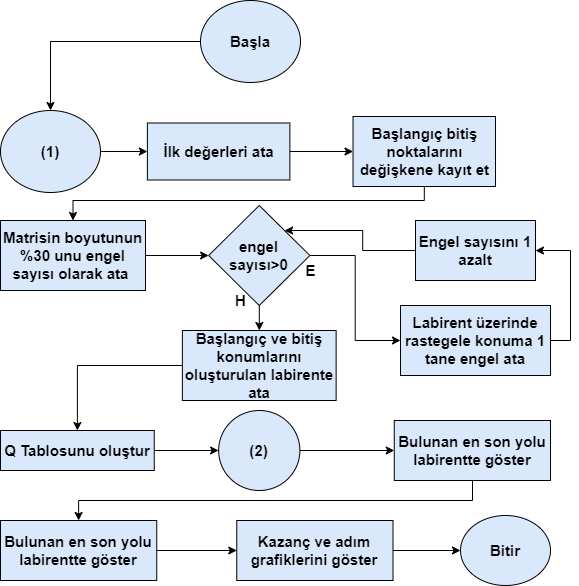 Başla
(1)
İlk değerleri ata
Başlangıç bitiş
noktalarını
değişkene kayıt et
Matrisin boyutunun
%30 unu engel
sayısı olarak ata
engel
sayısı>0
E
H
Engel sayısını 1
azalt
Labirent üzerinde
rastegele konuma 1
tane engel ata
Başlangıç ve bitiş
konumlarını
oluşturulan labirente
ata
Q Tablosunu oluştur
(2)
Bulunan en son yolu
labirentte göster
Bulunan en son yolu
labirentte göster
Kazanç ve adım
grafiklerini göster
Bitir